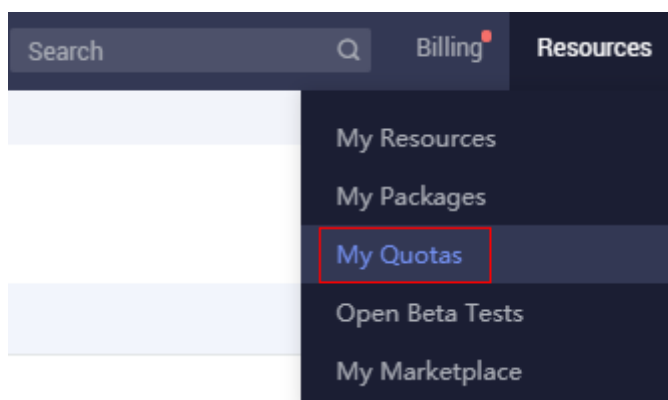 Search Billing Resources
My Resources
My Packages
My Quotas
Open Beta Tests
My Marketplace